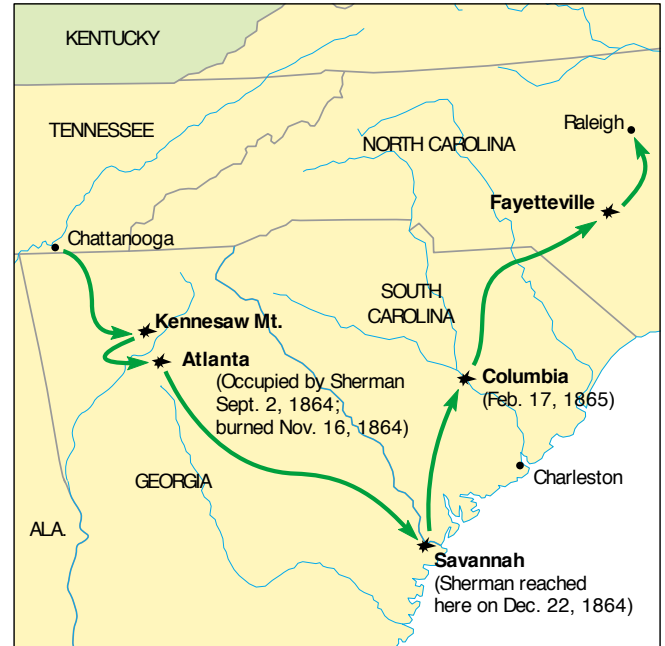 KENTUCKY
TENNESSEE
Raleigh
NORTH CAROLINA
Fayetteville
Chattanooga
SOUTH
CAROLINA
Kennesaw Mt.
Atlanta
(Occupied by Sherman
Sept. 2, 1864;
burned Nov. 16, 1864)
Columbia
(Feb. 17, 1865)
Charleston
GEORGIA
ALA.
Savannah
(Sherman reached
here on Dec. 22, 1864)